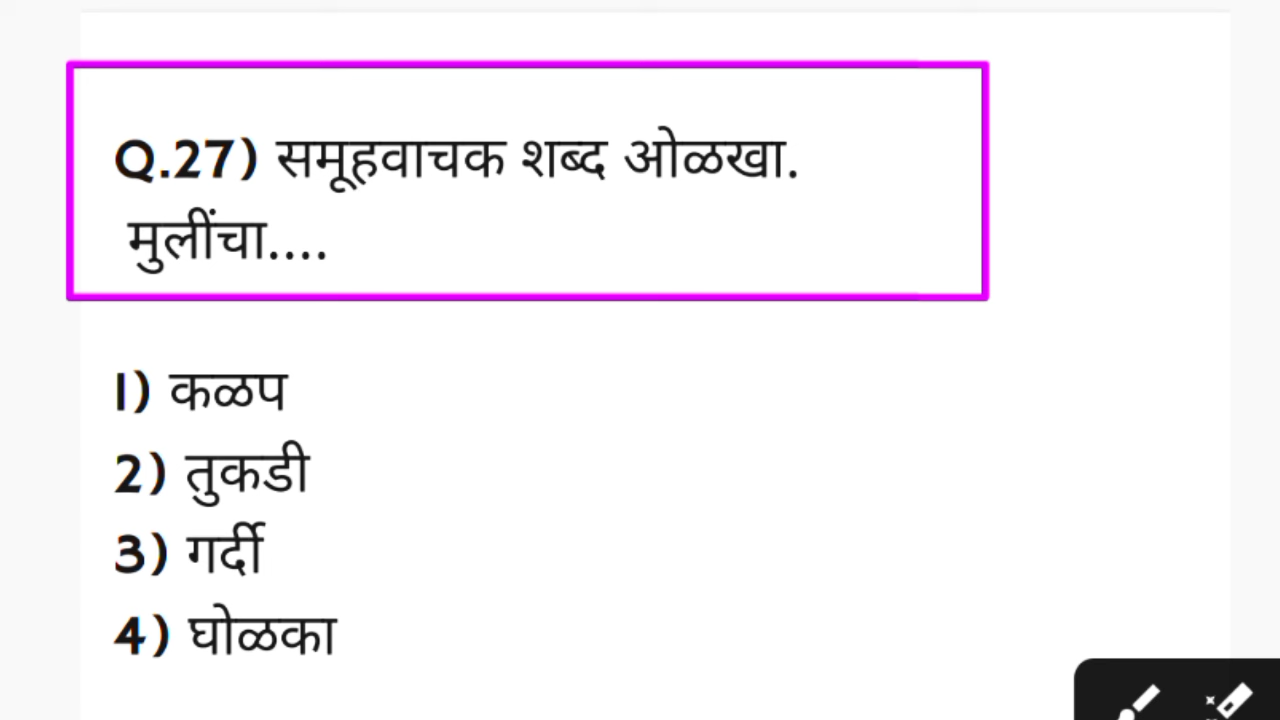 Q.27) समूहवाचक शब्द ओळखा.
मुलींचा....
1) कळप
2) तुकडी
3) गर्दी
4) घोळका